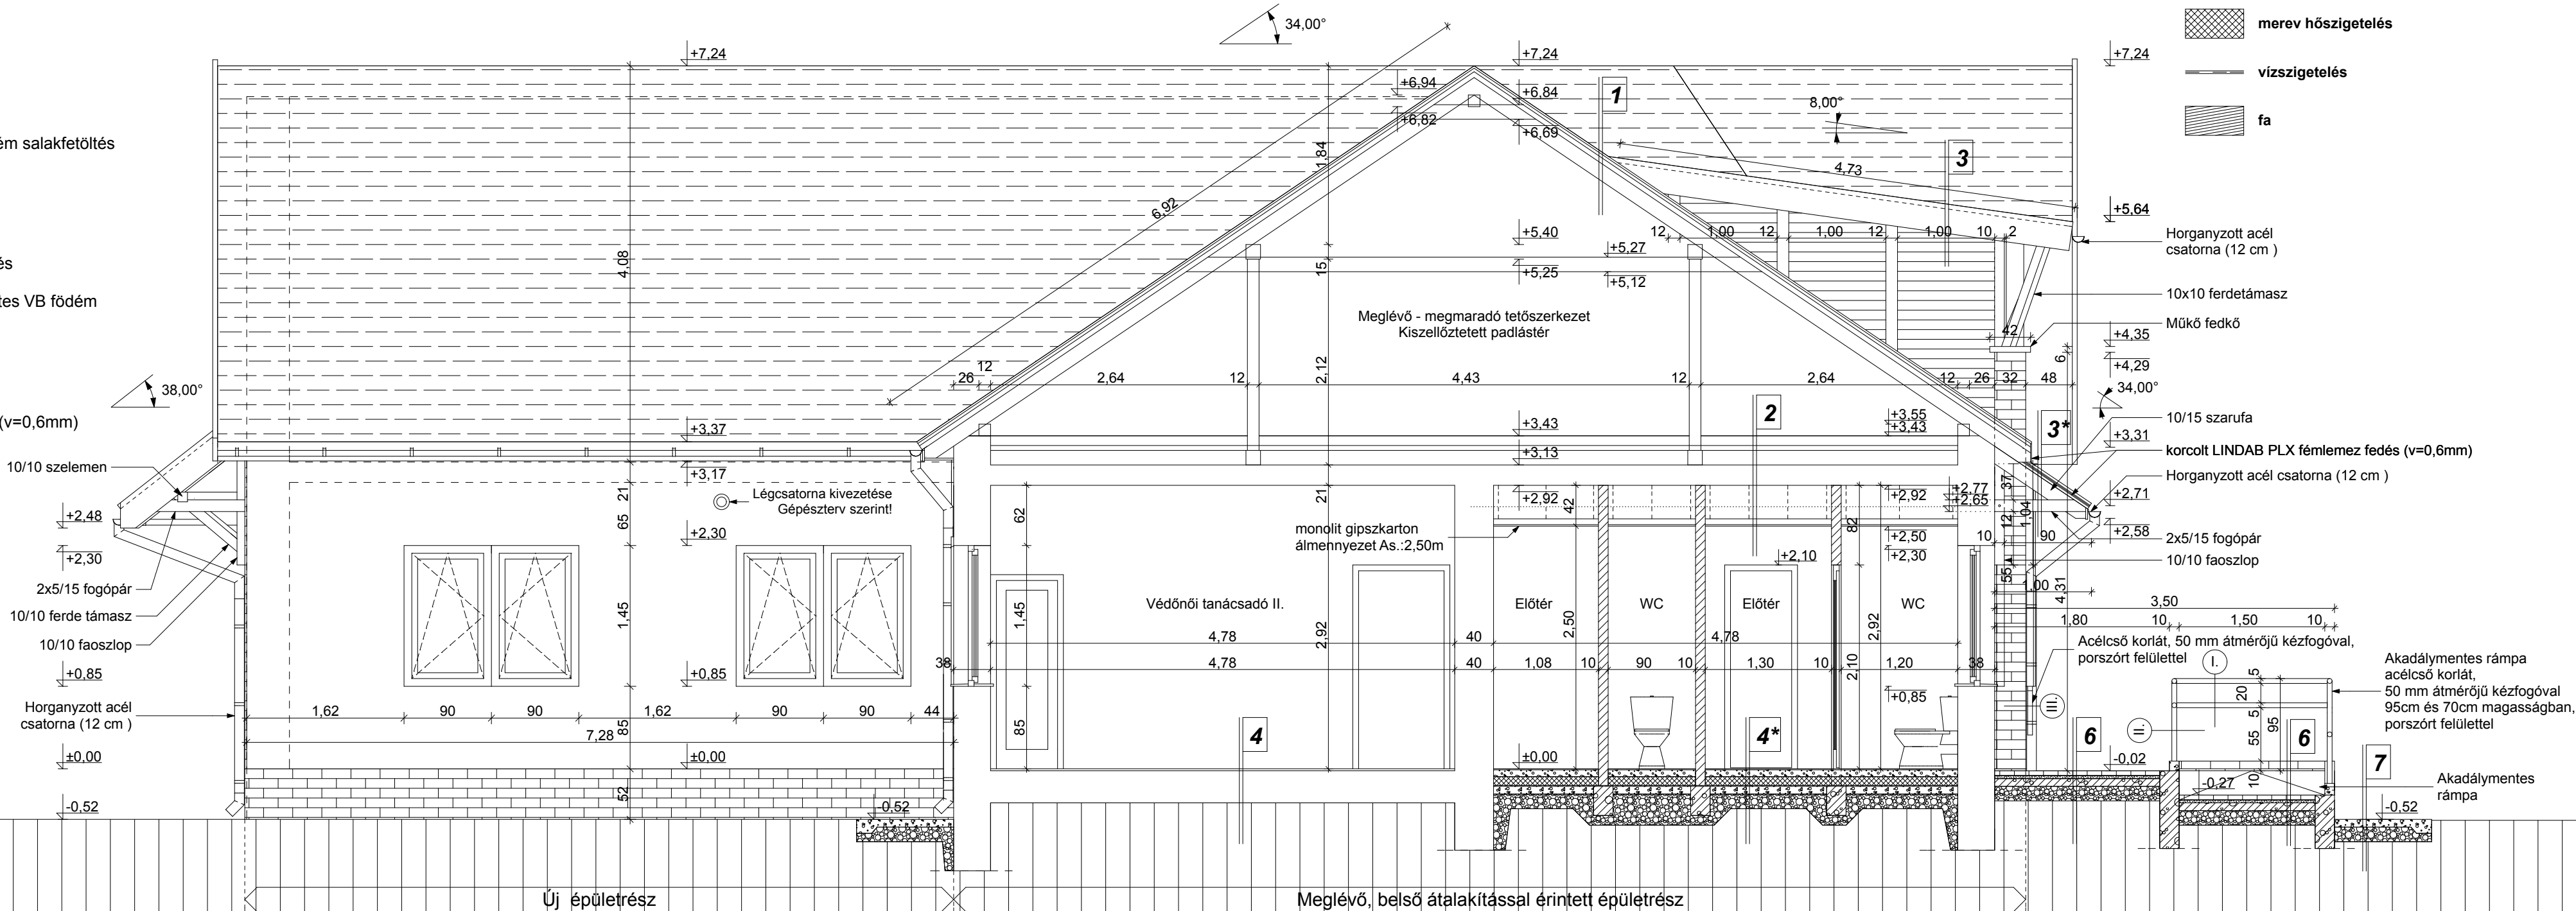 34,00°
merev hőszigetelés
vízszigetelés
fa
+7,24
+7,24
+7,24
+6,94
+6,84
+6,82
+6,69
1
8,00°
3
4,73
ém salakfetöltés
1,84
6,92
4,08
+5,64
Horganyzott acél
csatorna (12 cm )
+5,40
+5,27
+5,25
+5,12
15
12 1,00 12 1,00 12 1,00 10 2
és
tes VB födém
10x10 ferdetámasz
Műkő fedkő
Meglévő - megmaradó tetőszerkezet
Kiszellőztetett padlástér
42
+4,35
6
+4,29
38,00°
34,00°
26 12 2,64 12 2,12 4,43 12 2,64 12 26 32 48
(v=0,6mm)
2
3*
10/15 szarufa
+3,37
+3,43
+3,55
+3,43
+3,31
korcolt LINDAB PLX fémlemez fedés (v=0,6mm)
10/10 szelemen
+3,17
+3,13
Horganyzott acél csatorna (12 cm )
Légcsatorna kivezetése
Gépészterv szerint!
21
21
37
+2,92
+2,92
+2,77
+2,65
+2,71
+2,48
65
62
42
82
12
1,04
monolit gipszkarton
álmennyezet As.:2,50m
+2,30
+2,30
+2,50
+2,30
10 90
+2,58
2x5/15 fogópár
10/10 faoszlop
+2,10
55
1,00
4,31
2x5/15 fogópár
10/10 ferde támasz
10/10 faoszlop
1,45
1,45
2,92
2,50
2,92
2,10
Védőnői tanácsadó II.
Előtér
WC
Előtér
WC
3,50
1,80 10 1,50 10
4,78 40 4,78
38 4,78 40 1,08 10 90 10 1,30 10 1,20 38
Acélcső korlát, 50 mm átmérőjű kézfogóval,
porszórt felülettel
I.
Akadálymentes rámpa
acélcső korlát,
50 mm átmérőjű kézfogóval
95cm és 70cm magasságban,
porszórt felülettel
+0,85
+0,85
+0,85
Horganyzott acél
csatorna (12 cm )
1,62 90 90 1,62 90 90 44
7,28
85
85
4
4*
III.
II.
5
20
5
55
95
10
6
6
7
±0,00
±0,00
±0,00
-0,02
-0,27
Akadálymentes
rámpa
-0,52
52
-0,52
-0,52
Új épületrész
Meglévő, belső átalakítással érintett épületrész